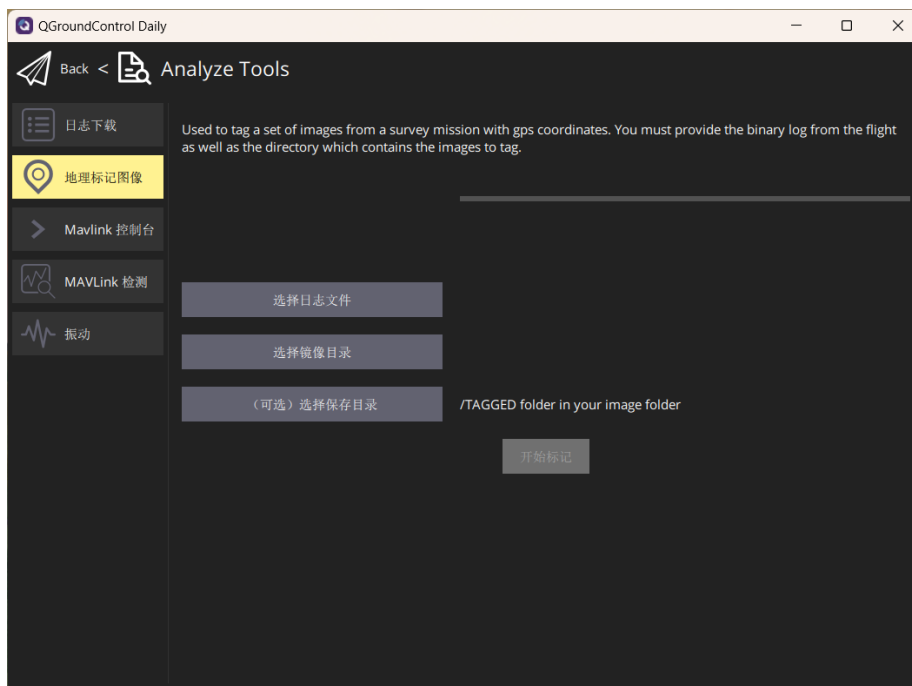 QGroundControl Daily
Back < Analyze Tools
日志下载
地理标记图像
Mavlink 控制台
MAVLink 检测
振动
Used to tag a set of images from a survey mission with gps coordinates. You must provide the binary log from the flight
as well as the directory which contains the images to tag.
选择日志文件
选择镜像目录
（可选）选择保存目录
/TAGGED folder in your image folder
开始标记